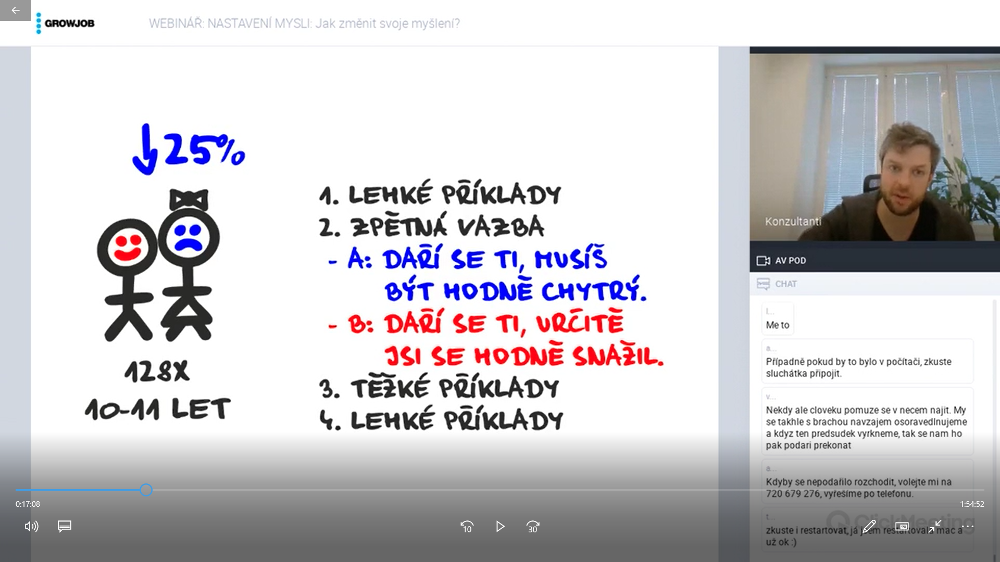 GROWJOB
WEBINÁŘ: NASTAVENÍ MYSLI: Jak změnit svoje myšlení?
25%
128X
10-11 LET
1. LEHKÉ PŘÍKLADY
2. ZPĚTNÁ VAZBA
- A: DAŘÍ SE TI, MUSÍŠ
BÝT HODNĚ CHYTRÝ.
- B: DAŘÍ SE TI, URČITĚ
JSI SE HODNĚ SNAŽIL.
3. TĚŽKÉ PŘÍKLADY
4. LEHKÉ PŘÍKLADY
Konzultanti
AV POD
CHAT
l...
Me to
a...
Případně pokud by to bylo v počítači, zkuste
sluchátka připojit.
v...
Nekdy ale cloveku pomuze se v necem najit. My
se takhle s brachou navzajem osoravedlnujeme
a kdyz ten predsudek vyrkneme, tak se nam ho
pak podari prekonat
a...
Kdyby se nepodařilo rozchodit, volejte mi na
720 679 276, vyřešíme po telefonu.
t...
zkuste i restartovat, já jsem restartovala mac a
už ok :)
ClickMeeting
0:17:08
1:54:52
10
30